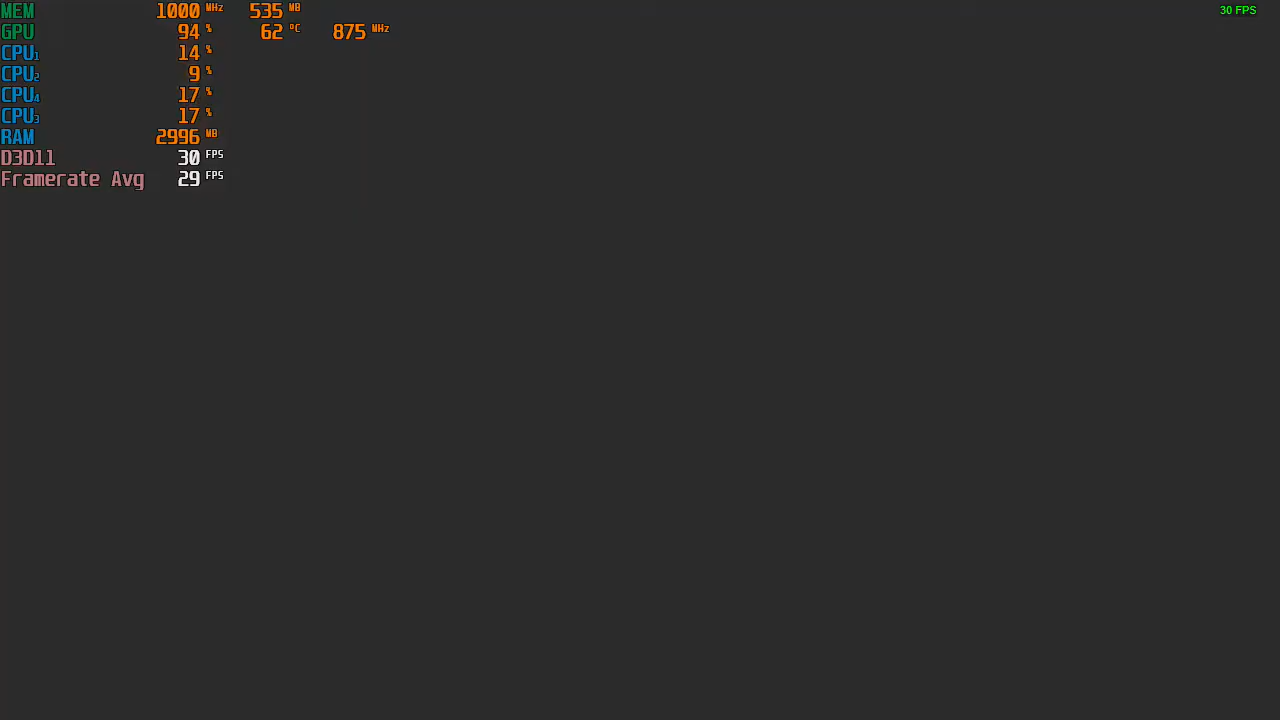 MEM 1000 MHz 535 MB 30 FPS
GPU 94 % 62 °C 875 MHz
CPU1 14 %
CPU2 9 %
CPU4 17 %
CPU3 17 %
RAM 2996 MB
D3D11 30 FPS
Framerate Avg 29 FPS